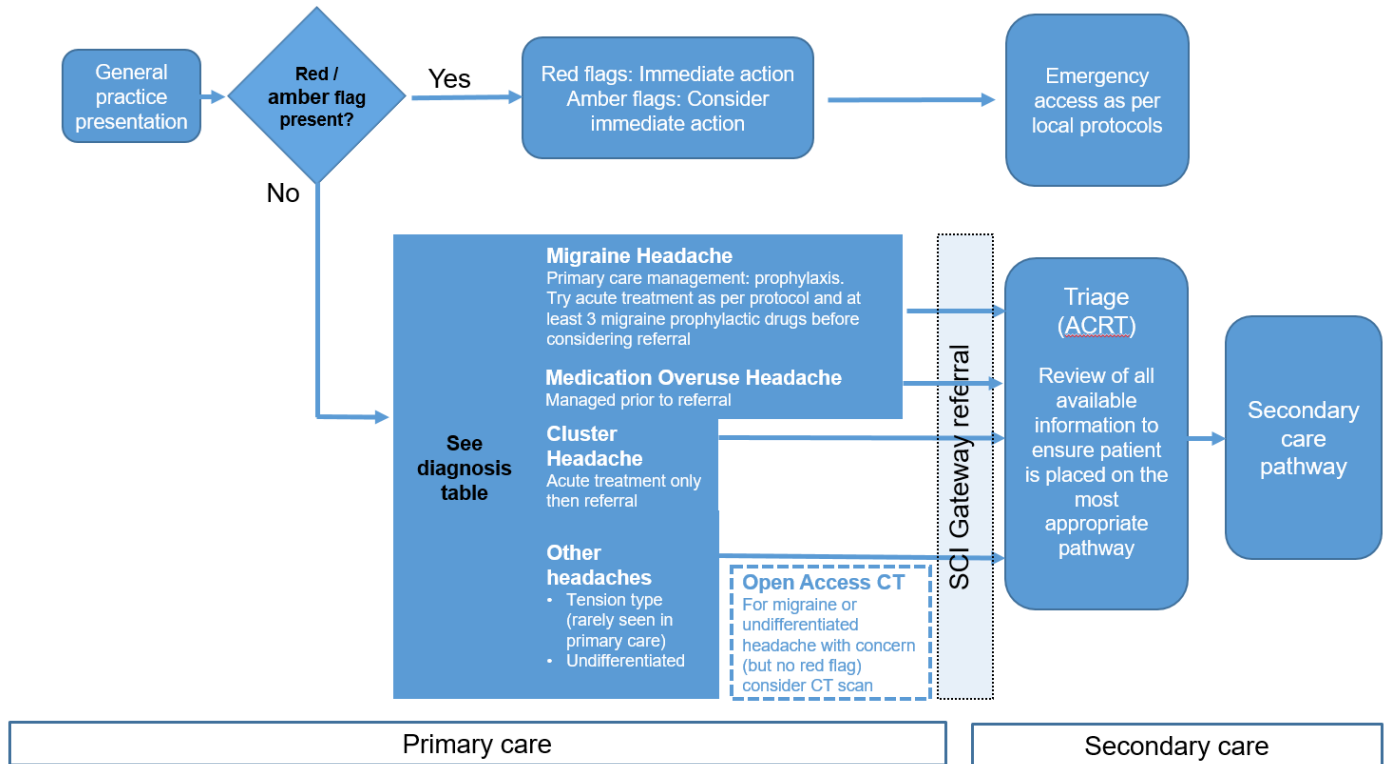 General
practice
presentation
Red /
amber flag
present?
Yes
Red flags: Immediate action
Amber flags: Consider
immediate action
Emergency
access as per
local protocols
No
See
diagnosis
table
Migraine Headache
Primary care management: prophylaxis.
Try acute treatment as per protocol and at
least 3 migraine prophylactic drugs before
considering referral
Medication Overuse Headache
Managed prior to referral
Cluster
Headache
Acute treatment only
then referral
Other
headaches
• Tension type
(rarely seen in
primary care)
• Undifferentiated
Open Access CT
For migraine or
undifferentiated
headache with concern
(but no red flag)
consider CT scan
SCI Gateway referral
Triage
(ACRT)
Review of all
available
information to
ensure patient
is placed on the
most
appropriate
pathway
Secondary
care
pathway
Primary care
Secondary care